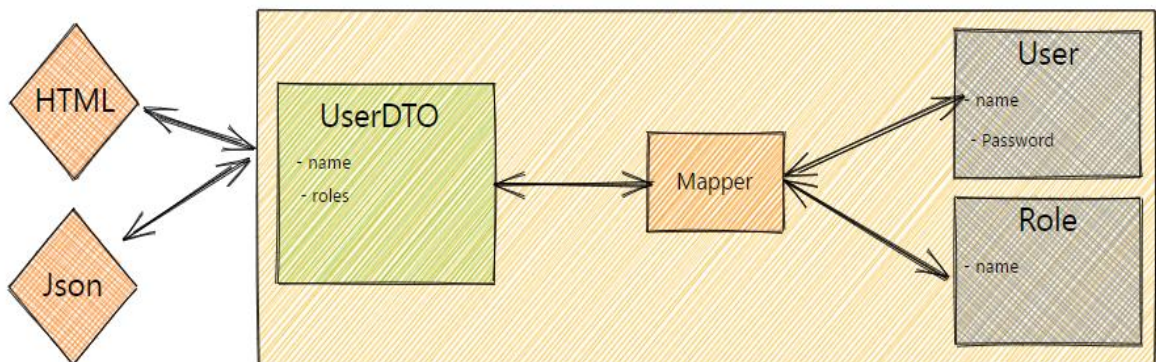 HTML
Json
UserDTO
- name
- roles
Mapper
User
- name
- Password
Role
- name